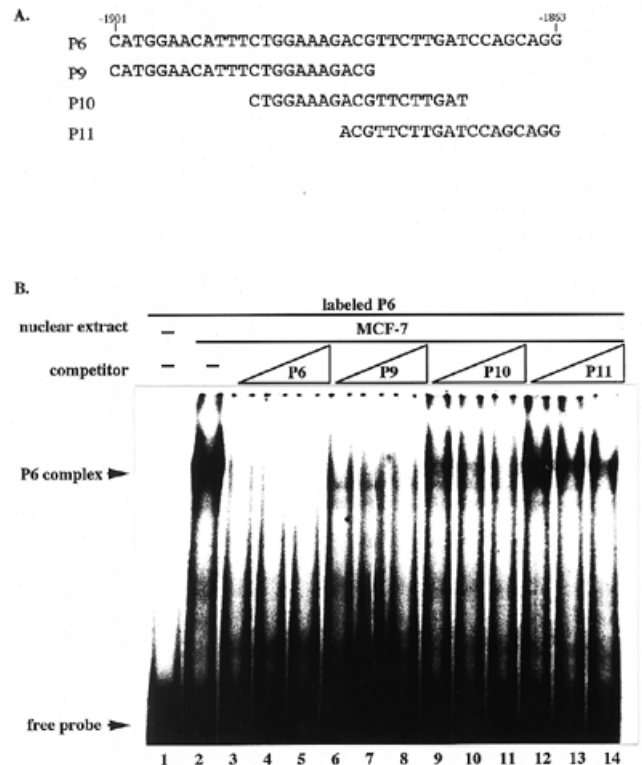 A.
-1901 -1863
P6 CATGGAACATTTCTGGAAAGACGTTCTTGATCCAGCAGG
P9 CATGGAACATTTCTGGAAAGACG
P10 CTGGAAAGACGTTCTTGAT
P11 ACGTTCTTGATCCAGCAGG
B.
labeled P6
nuclear extract – MCF-7
competitor – – P6 P9 P10 P11
P6 complex
free probe
1 2 3 4 5 6 7 8 9 10 11 12 13 14